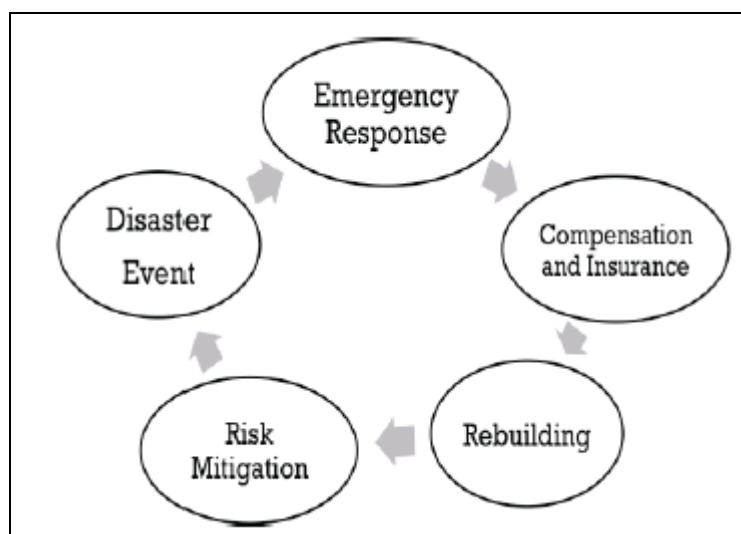 Emergency
Response
Disaster
Event
Compensation
and Insurance
Risk
Mitigation
Rebuilding